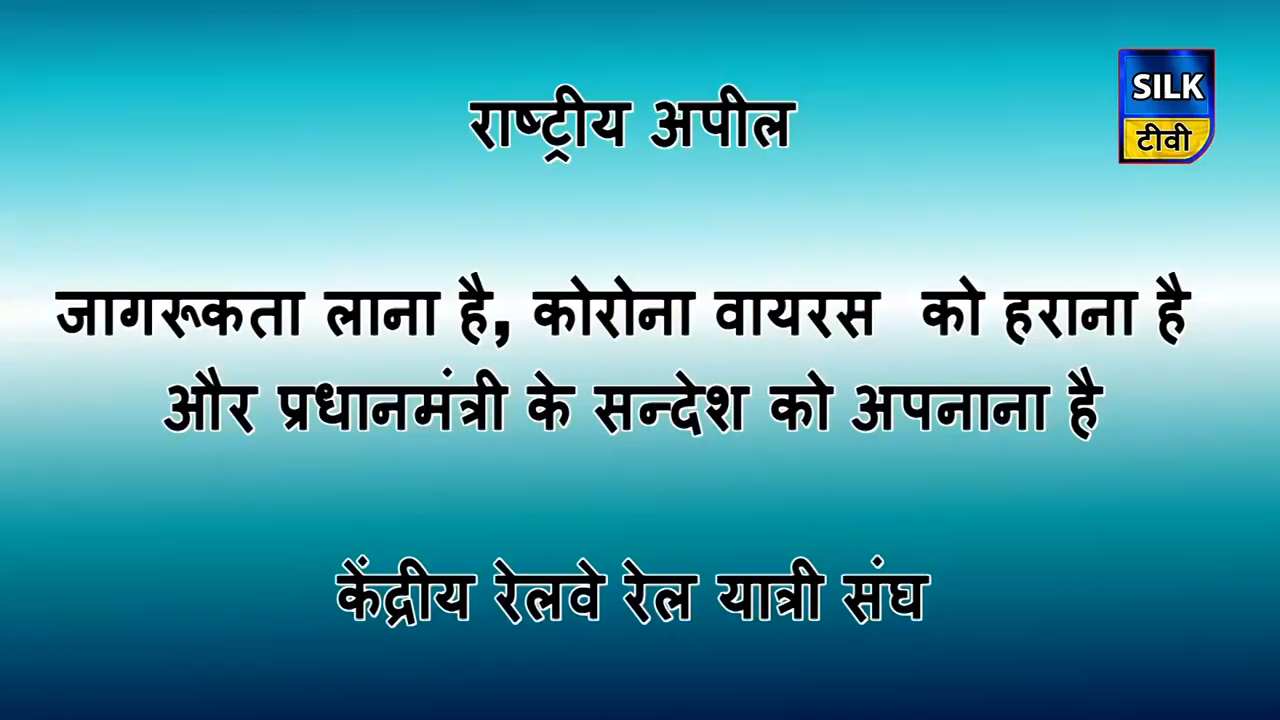 राष्ट्रीय अपील
SILK
टीवी
जागरूकता लाना है, कोरोना वायरस को हराना है
और प्रधानमंत्री के सन्देश को अपनाना है
केंद्रीय रेलवे रेल यात्री संघ